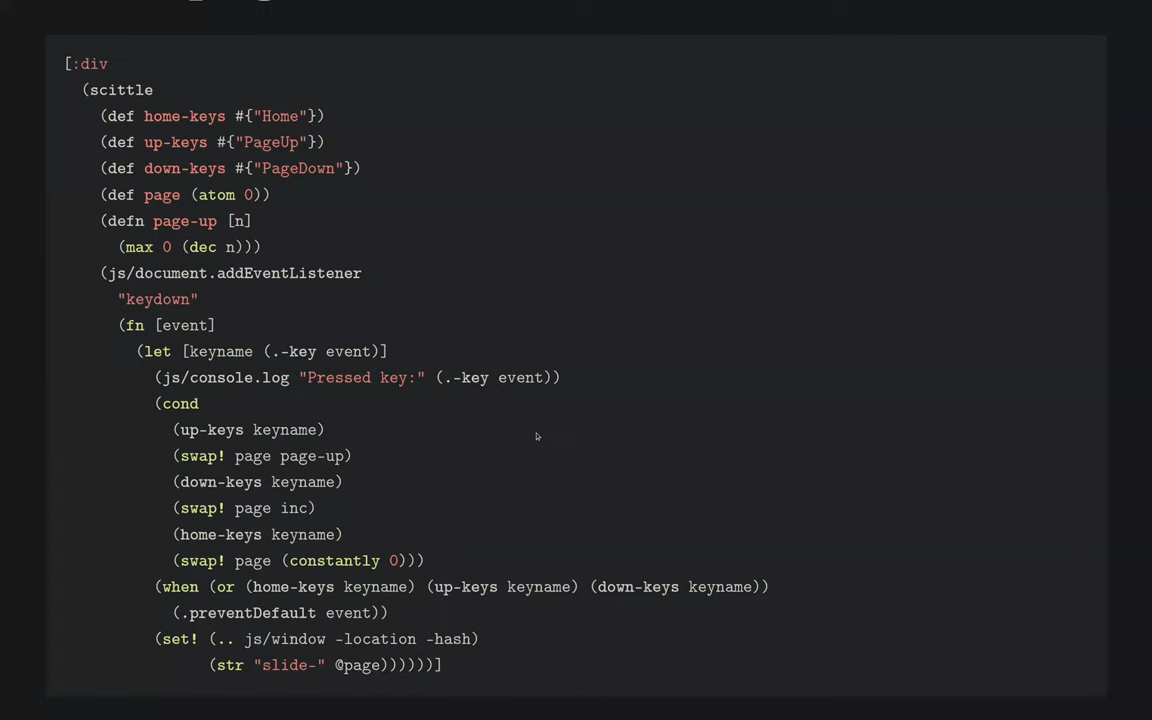 [:div
(scittle
(def home-keys #{"Home"})
(def up-keys #{"PageUp"})
(def down-keys #{"PageDown"})
(def page (atom 0))
(defn page-up [n]
(max 0 (dec n)))
(js/document.addEventListener
"keydown"
(fn [event]
(let [keyname (.-key event)]
(js/console.log "Pressed key:" (.-key event))
(cond
(up-keys keyname)
(swap! page page-up)
(down-keys keyname)
(swap! page inc)
(home-keys keyname)
(swap! page (constantly 0)))
(when (or (home-keys keyname) (up-keys keyname) (down-keys keyname))
(.preventDefault event))
(set! (.. js/window -location -hash)
(str "slide-" @page))))))]